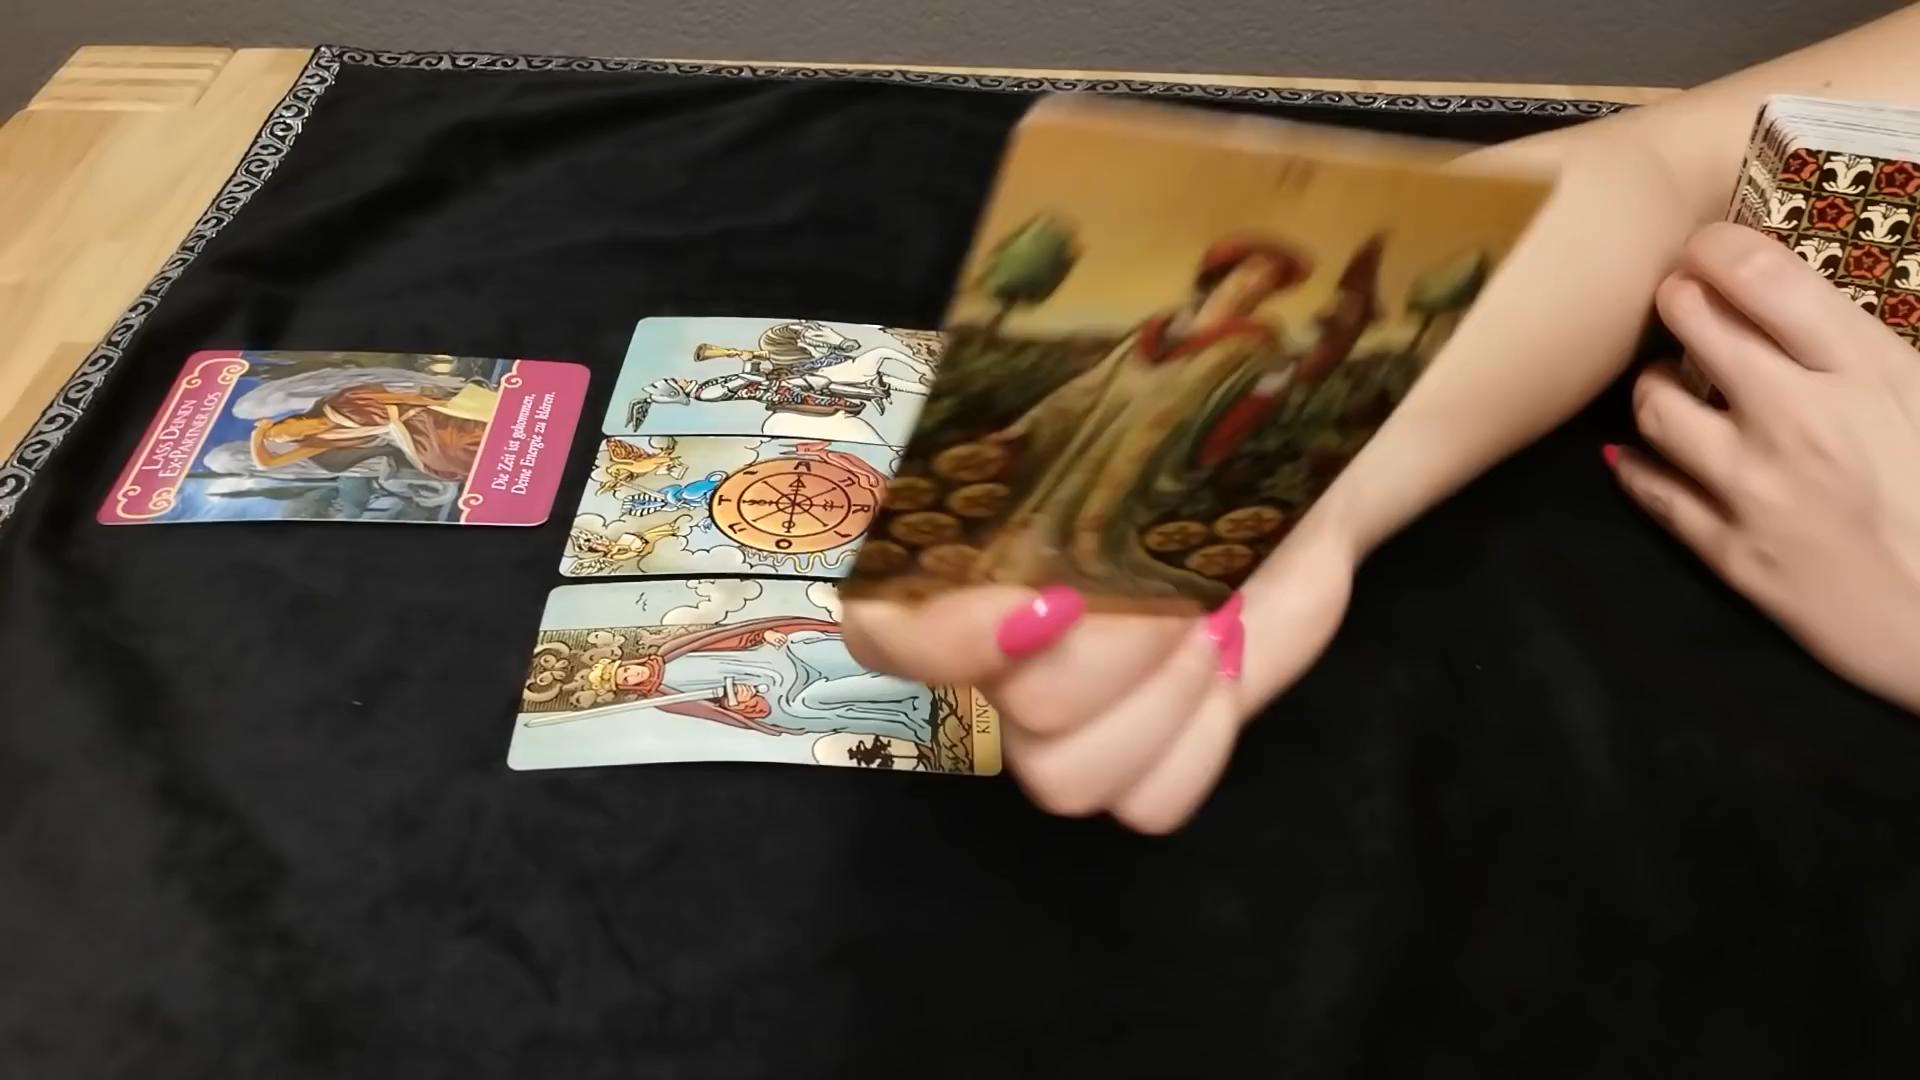 LASS DEINEN
EX-PARTNER LOS
Die Zeit ist gekommen,
Deine Energie zu klären.
T
A
R
O
KING